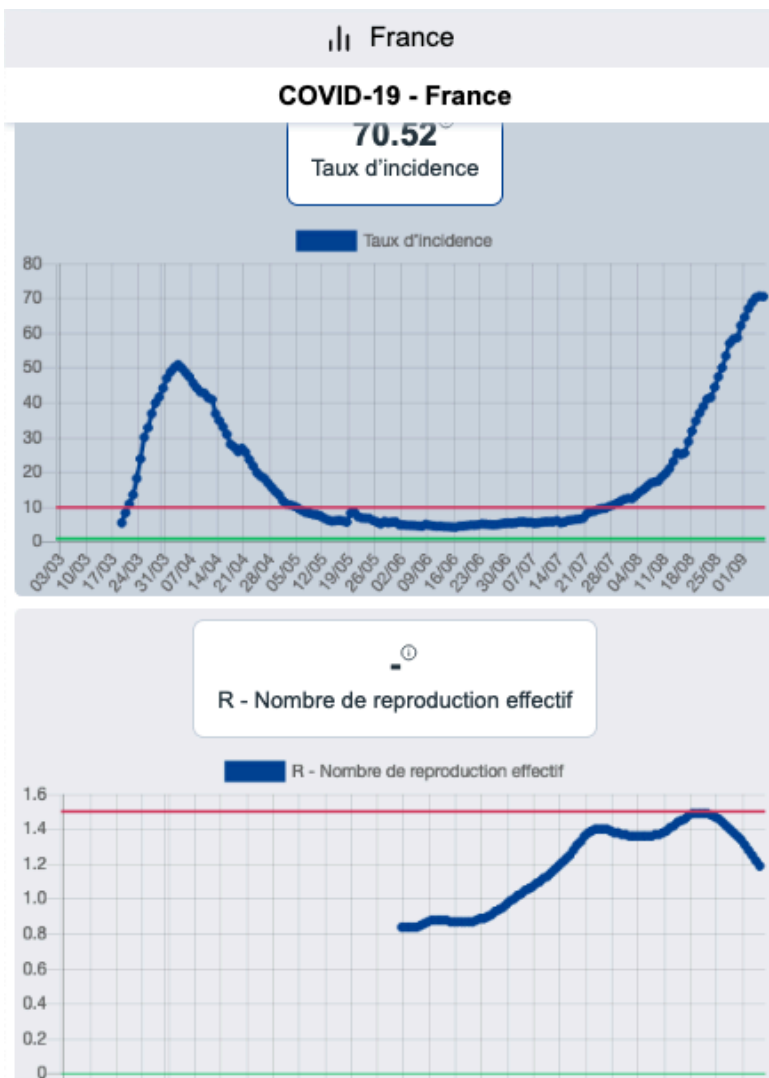 France
COVID-19 - France
70.52
Taux d'incidence
Taux d'incidence
80
70
60
50
40
30
20
10
0
03/03 10/03 17/03 24/03 31/03 07/04 14/04 21/04 28/04 05/05 12/05 19/05 26/05 02/06 09/06 16/06 23/06 30/06 07/07 14/07 21/07 28/07 04/08 11/08 18/08 25/08 01/09
-
R - Nombre de reproduction effectif
R - Nombre de reproduction effectif
1.6
1.4
1.2
1.0
0.8
0.6
0.4
0.2
0